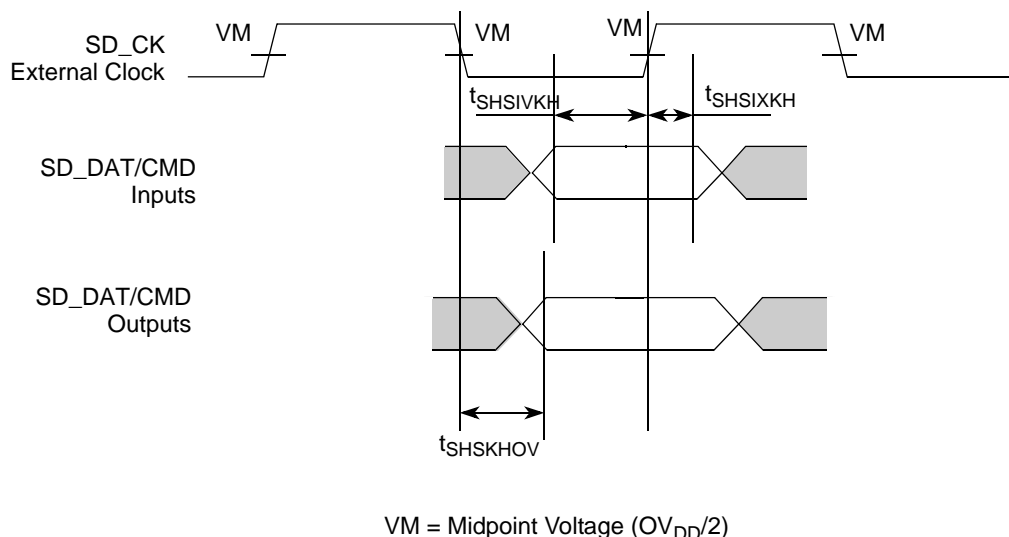 VM VM VM VM
SD_CK
External Clock
tSHSIVKH tSHSIXKH
SD_DAT/CMD
Inputs
SD_DAT/CMD
Outputs
tSHSKHOV
VM = Midpoint Voltage (OVDD/2)